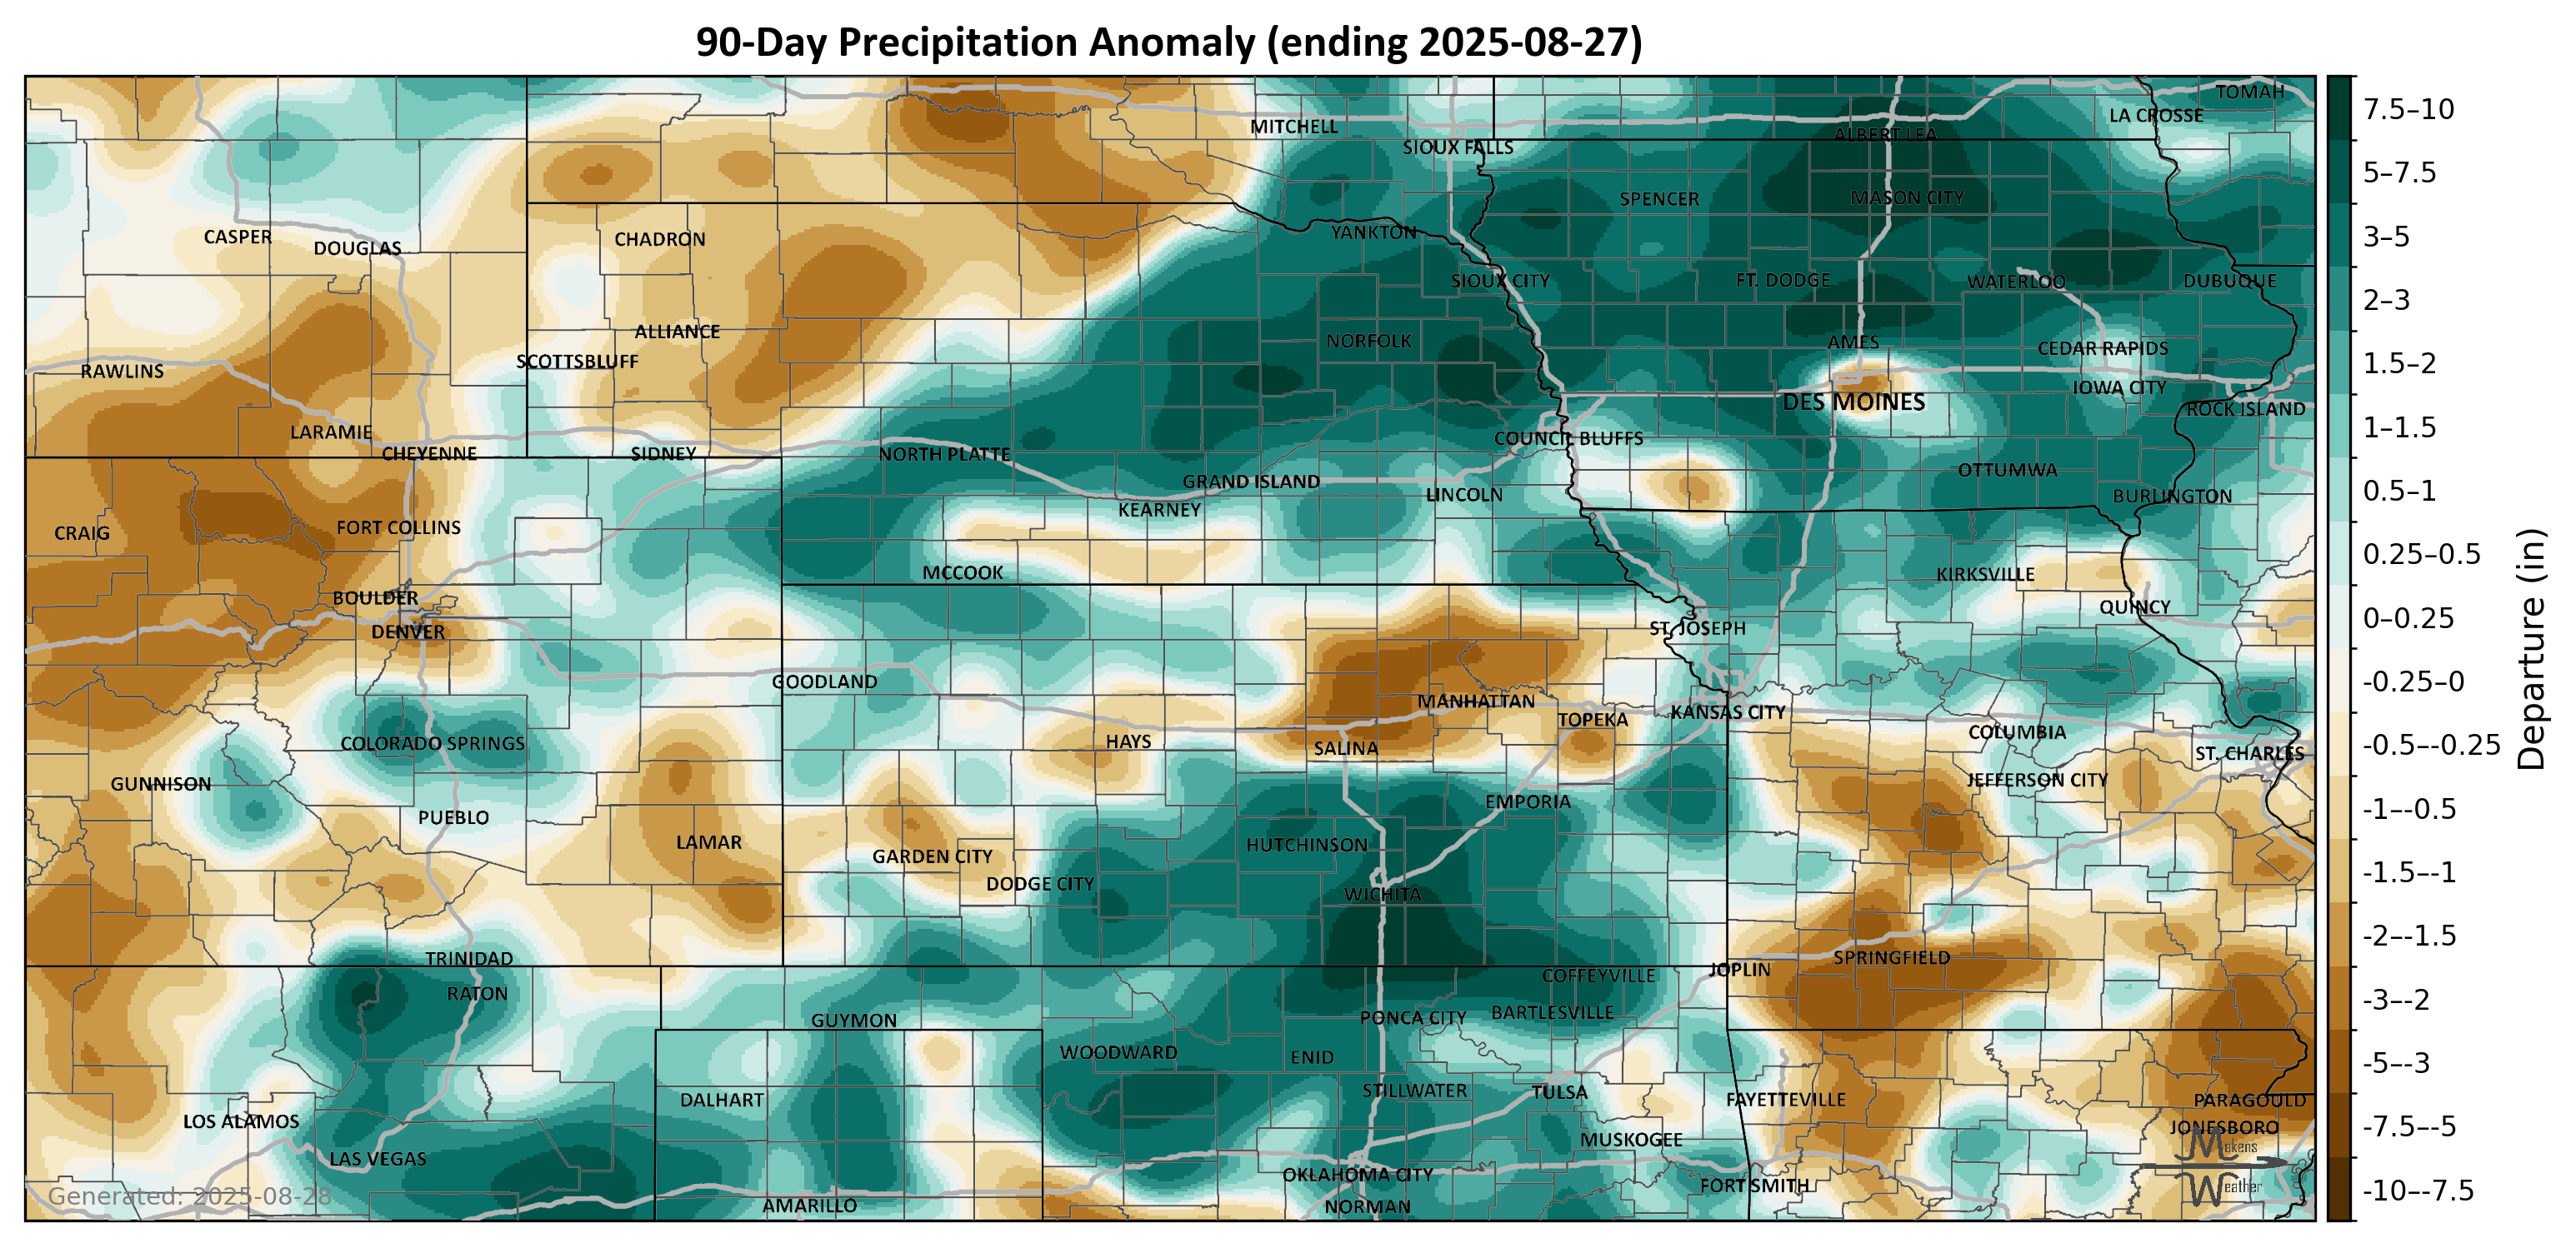 90-Day Precipitation Anomaly (ending 2025-08-27)
TOMAH
LA CROSSE
MITCHELL
ALBERT LEA
SIOUX FALLS
SPENCER
MASON CITY
CASPER
DOUGLAS
CHADRON
YANKTON
SIOUX CITY
FT. DODGE
WATERLOO
DUBUQUE
ALLIANCE
NORFOLK
AMES
CEDAR RAPIDS
SCOTTSBLUFF
RAWLINS
IOWA CITY
DES MOINES
ROCK ISLAND
LARAMIE
COUNCIL BLUFFS
CHEYENNE
SIDNEY
NORTH PLATTE
OTTUMWA
GRAND ISLAND
LINCOLN
BURLINGTON
KEARNEY
CRAIG
FORT COLLINS
MCCOOK
KIRKSVILLE
BOULDER
QUINCY
DENVER
ST. JOSEPH
GOODLAND
MANHATTAN
KANSAS CITY
TOPEKA
COLUMBIA
COLORADO SPRINGS
HAYS
SALINA
ST. CHARLES
GUNNISON
JEFFERSON CITY
EMPORIA
PUEBLO
LAMAR
HUTCHINSON
GARDEN CITY
DODGE CITY
WICHITA
TRINIDAD
SPRINGFIELD
JOPLIN
COFFEYVILLE
RATON
BARTLESVILLE
PONCA CITY
GUYMON
WOODWARD
ENID
STILLWATER
TULSA
DALHART
FAYETTEVILLE
PARAGOULD
LOS ALAMOS
JONESBORO
MUSKOGEE
LAS VEGAS
OKLAHOMA CITY
FORT SMITH
AMARILLO
NORMAN
Generated: 2025-08-28
Makens
Weather
7.5–10
5–7.5
3–5
2–3
1.5–2
1–1.5
0.5–1
0.25–0.5
0–0.25
-0.25–0
-0.5–-0.25
-1–-0.5
-1.5–-1
-2–-1.5
-3–-2
-5–-3
-7.5–-5
-10–-7.5
Departure (in)